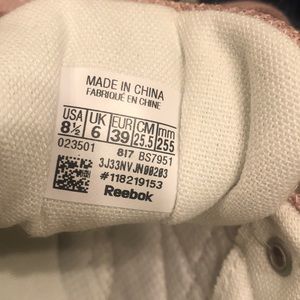 MADE IN CHINA
FABRIQUÉ EN CHINE
USA UK EUR CM mm
8½ 6 39 25.5 255
023501 817 BS7951
3J33NVJN00203
#118219153
Reebok